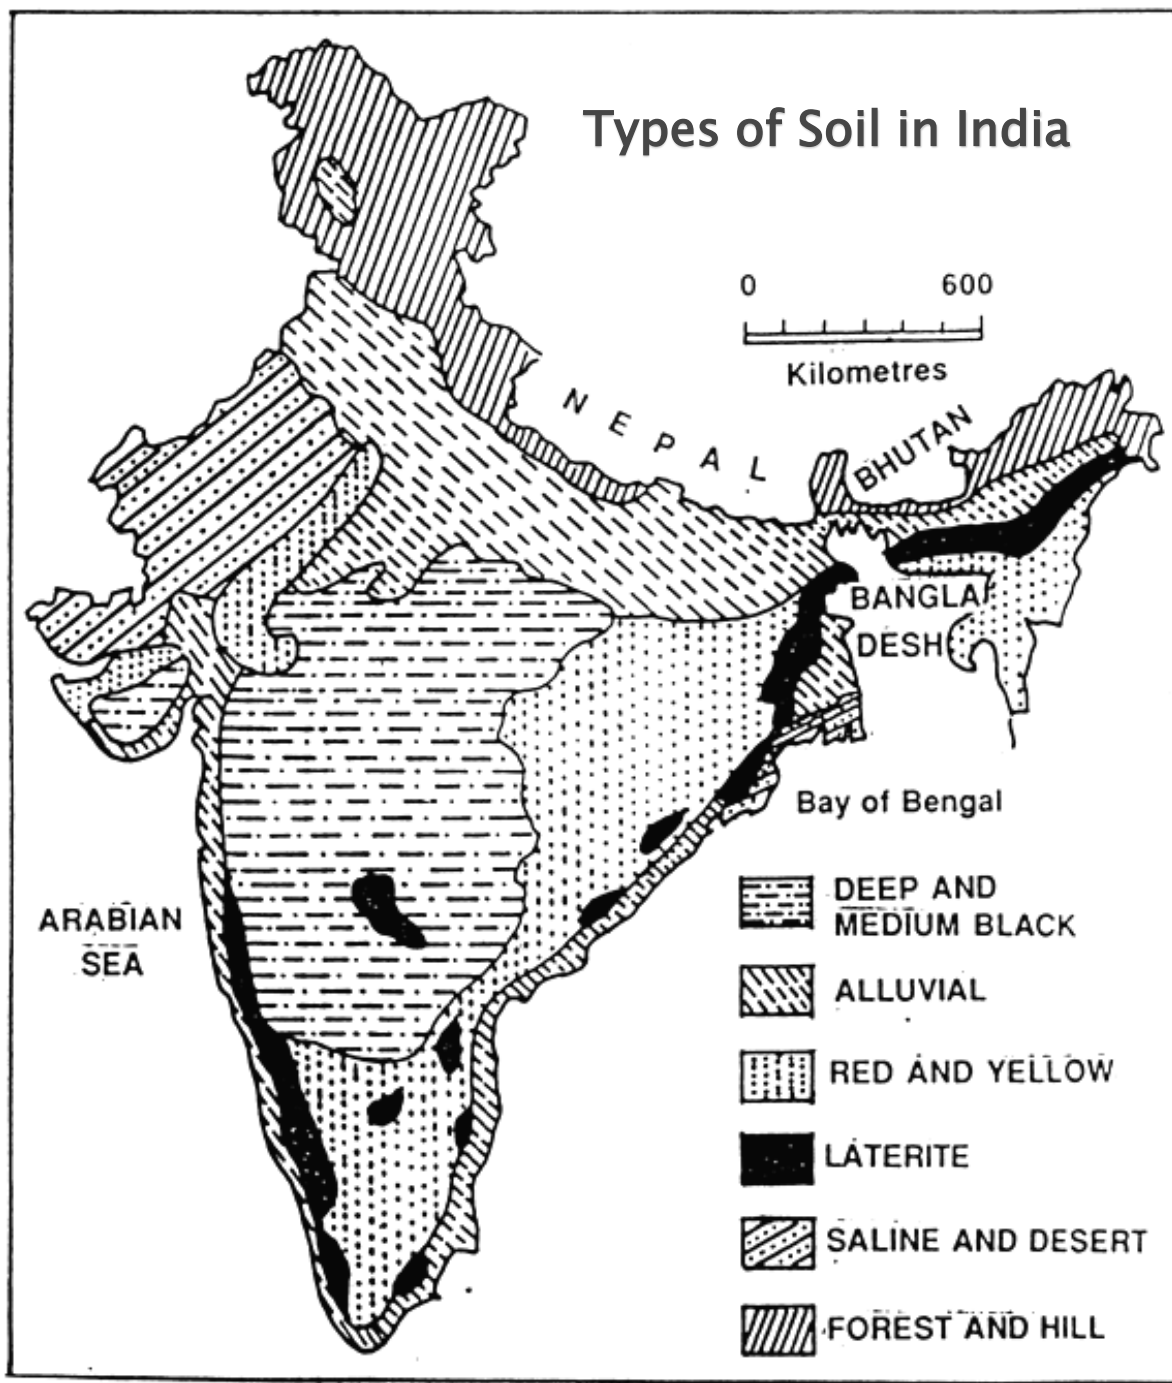 Types of Soil in India
0 600
Kilometres
NEPAL
BHUTAN
BANGLA
DESH
Bay of Bengal
ARABIAN
SEA
DEEP AND
MEDIUM BLACK
ALLUVIAL
RED AND YELLOW
LATERITE
SALINE AND DESERT
FOREST AND HILL